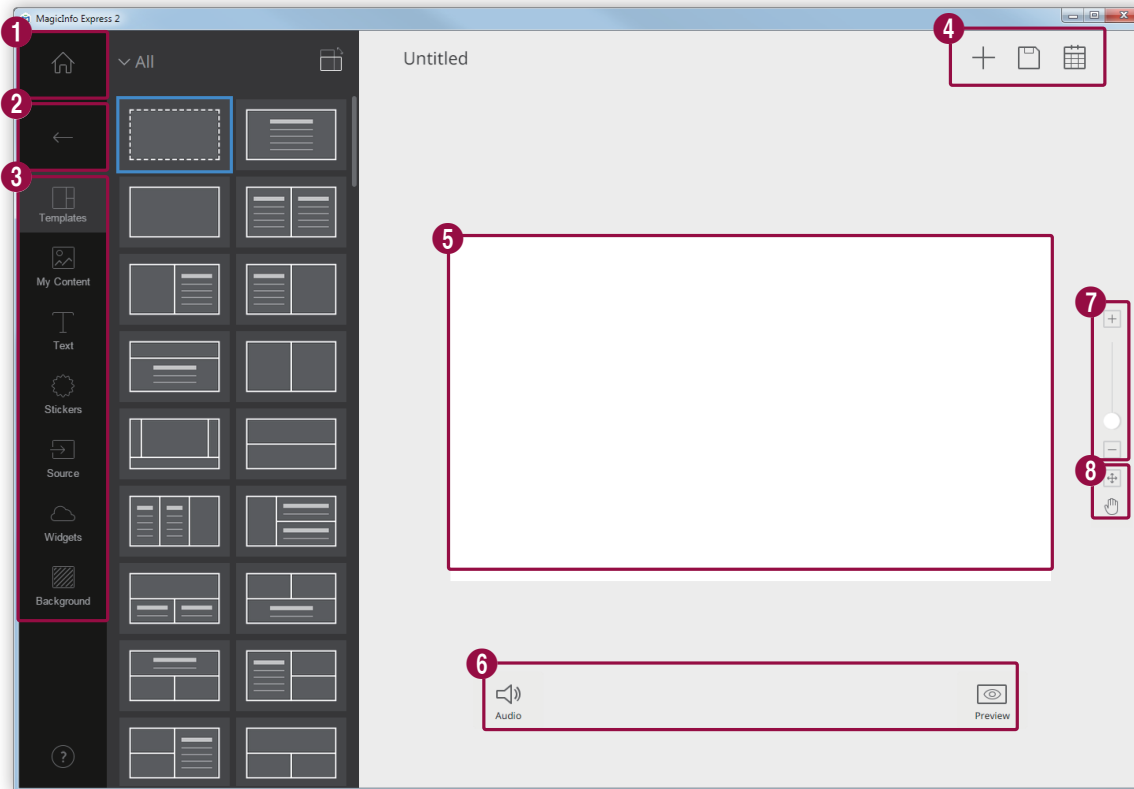 MagicInfo Express 2
1
2
3
4
5
6
7
8
All
Untitled
Templates
My Content
Text
Stickers
Source
Widgets
Background
?
Audio
Preview